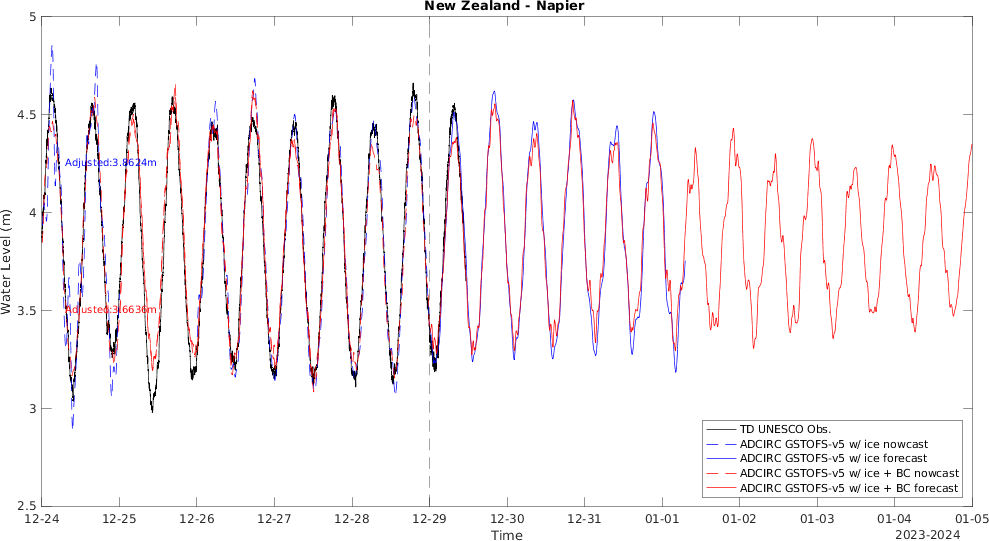 New Zealand - Napier
5
4.5
4
3.5
3
2.5
Water Level (m)
Adjusted:3.8624m
Adjusted:3.6636m
TD UNESCO Obs.
ADCIRC GSTOFS-v5 w/ ice nowcast
ADCIRC GSTOFS-v5 w/ ice forecast
ADCIRC GSTOFS-v5 w/ ice + BC nowcast
ADCIRC GSTOFS-v5 w/ ice + BC forecast
12-24 12-25 12-26 12-27 12-28 12-29 12-30 12-31 01-01 01-02 01-03 01-04 01-05
Time
2023-2024